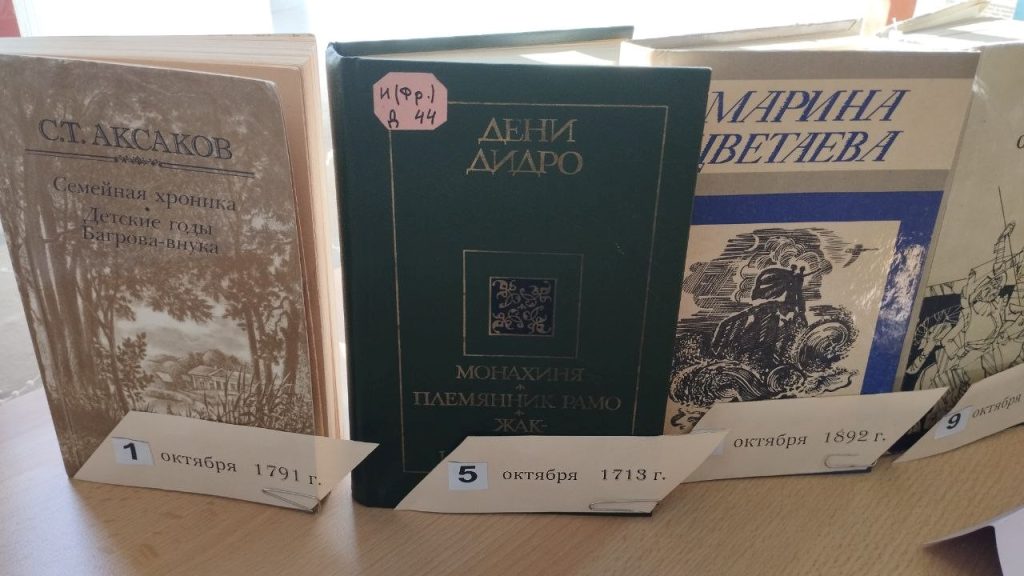 С.Т. АКСАКОВ
Семейная хроника
Детские годы
Багрова-внука
1 октября 1791 г.
И (Фр.)
Д 44
ДЕНИ
ДИДРО
МОНАХИНЯ
ПЛЕМЯННИК РАМО
ЖАК-
5 октября 1713 г.
МАРИНА
ЦВЕТАЕВА
октября 1892 г.
9 октября